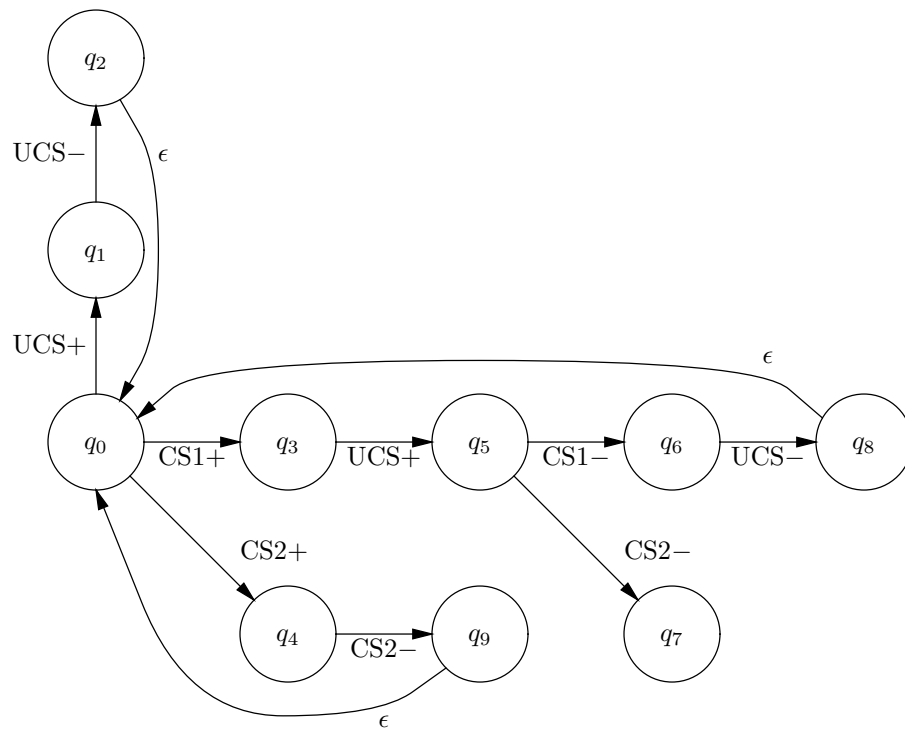 q2
UCS−
ϵ
q1
UCS+
ϵ
q0
CS1+
q3
UCS+
q5
CS1−
q6
UCS−
q8
CS2+
CS2−
q4
CS2−
q9
q7
ϵ